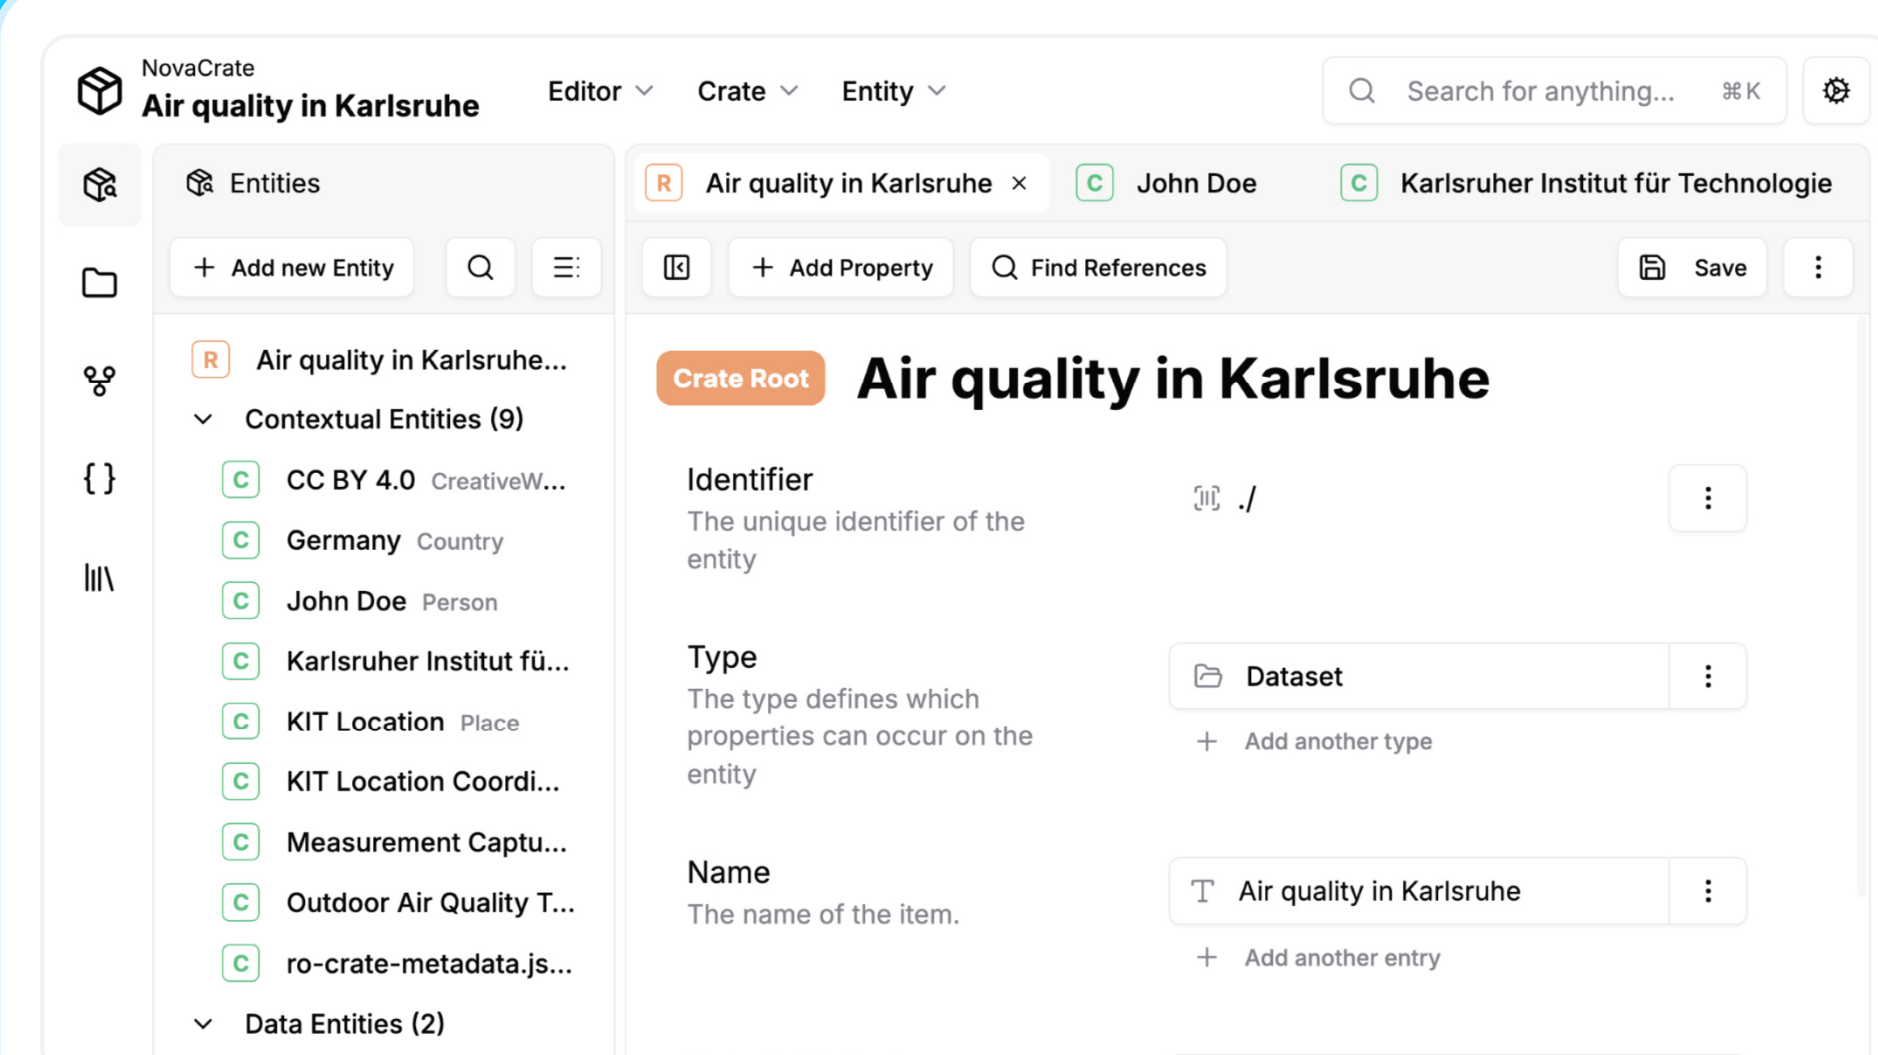 NovaCrate
Air quality in Karlsruhe
Editor
Crate
Entity
Search for anything...
⌘K
Entities
Add new Entity
R Air quality in Karlsruhe...
Contextual Entities (9)
C CC BY 4.0 CreativeW...
C Germany Country
C John Doe Person
C Karlsruher Institut fü...
C KIT Location Place
C KIT Location Coordi...
C Measurement Captu...
C Outdoor Air Quality T...
C ro-crate-metadata.js...
Data Entities (2)
R Air quality in Karlsruhe
C John Doe
C Karlsruher Institut für Technologie
Add Property
Find References
Save
Crate Root
Air quality in Karlsruhe
Identifier
The unique identifier of the
entity
./
Type
The type defines which
properties can occur on the
entity
Dataset
Add another type
Name
The name of the item.
Air quality in Karlsruhe
Add another entry